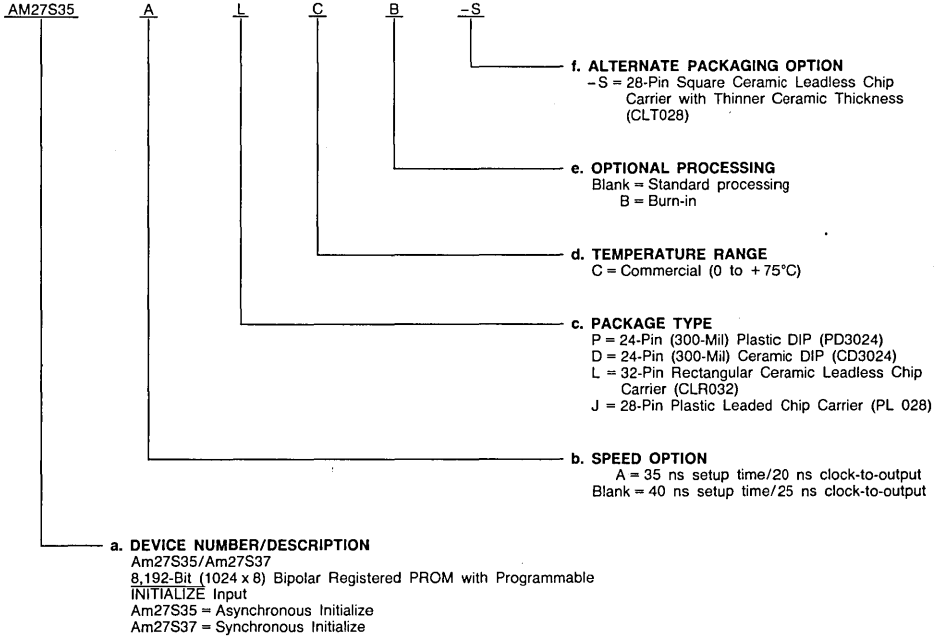 AM27S35 A L C B -S
f. ALTERNATE PACKAGING OPTION
-S = 28-Pin Square Ceramic Leadless Chip
Carrier with Thinner Ceramic Thickness
(CLT028)
e. OPTIONAL PROCESSING
Blank = Standard processing
B = Burn-in
d. TEMPERATURE RANGE
C = Commercial (0 to +75°C)
c. PACKAGE TYPE
P = 24-Pin (300-Mil) Plastic DIP (PD3024)
D = 24-Pin (300-Mil) Ceramic DIP (CD3024)
L = 32-Pin Rectangular Ceramic Leadless Chip
Carrier (CLR032)
J = 28-Pin Plastic Leaded Chip Carrier (PL 028)
b. SPEED OPTION
A = 35 ns setup time/20 ns clock-to-output
Blank = 40 ns setup time/25 ns clock-to-output
a. DEVICE NUMBER/DESCRIPTION
Am27S35/Am27S37
8,192-Bit (1024 x 8) Bipolar Registered PROM with Programmable
INITIALIZE Input
Am27S35 = Asynchronous Initialize
Am27S37 = Synchronous Initialize